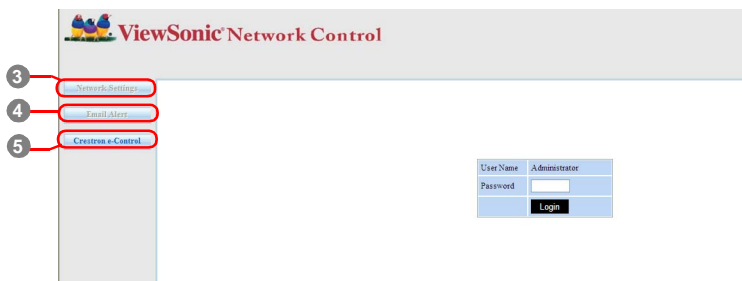 ViewSonic® Network Control
3
Network Settings
4
Email Alert
5
Crestron e-Control
User Name Administrator
Password
Login